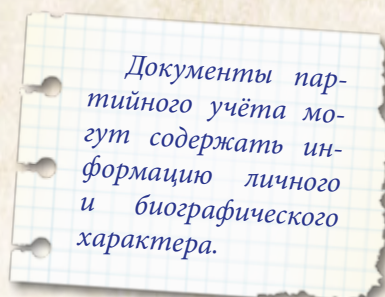 Документы пар-
тийного учёта мо-
гут содержать ин-
формацию личного
и биографического
характера.